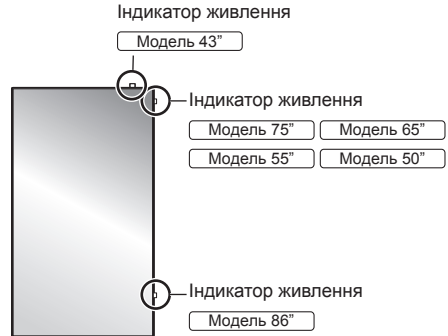 Індикатор живлення
Модель 43”
Індикатор живлення
Модель 75” Модель 65”
Модель 55” Модель 50”
Індикатор живлення
Модель 86”